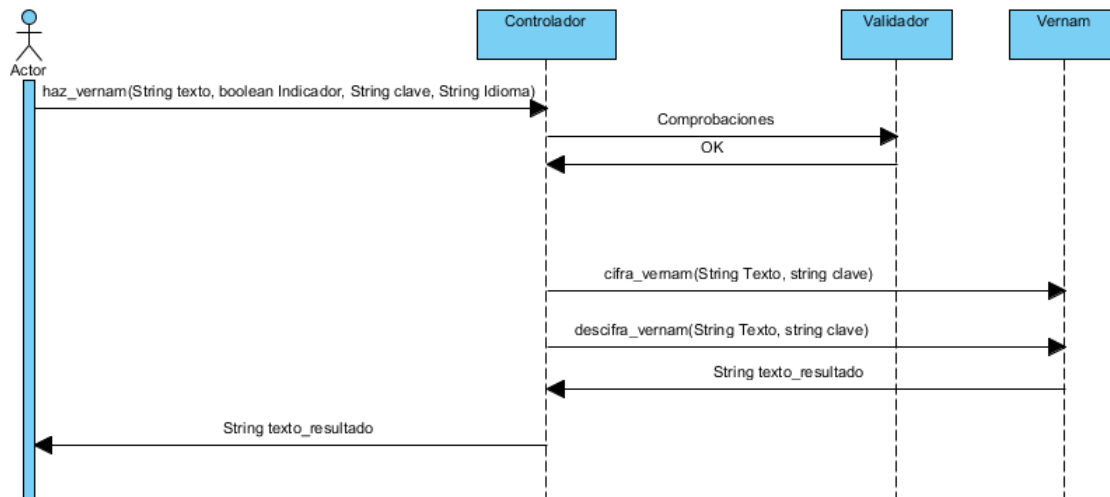 Controlador
Validador
Vernam
Actor
haz_vernam(String texto, boolean Indicador, String clave, String Idioma)
Comprobaciones
OK
cifra_vernam(String Texto, string clave)
descifra_vernam(String Texto, string clave)
String texto_resultado
String texto_resultado